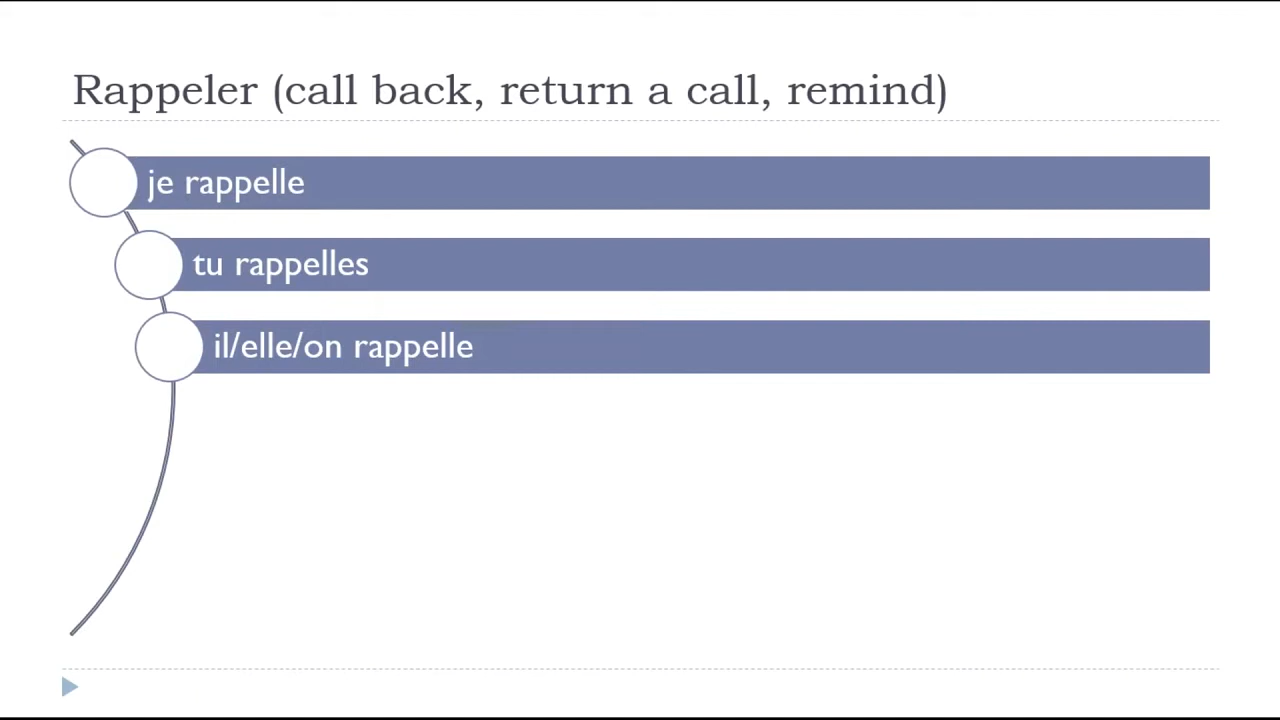 Rappeler (call back, return a call, remind)
je rappelle
tu rappelles
il/elle/on rappelle